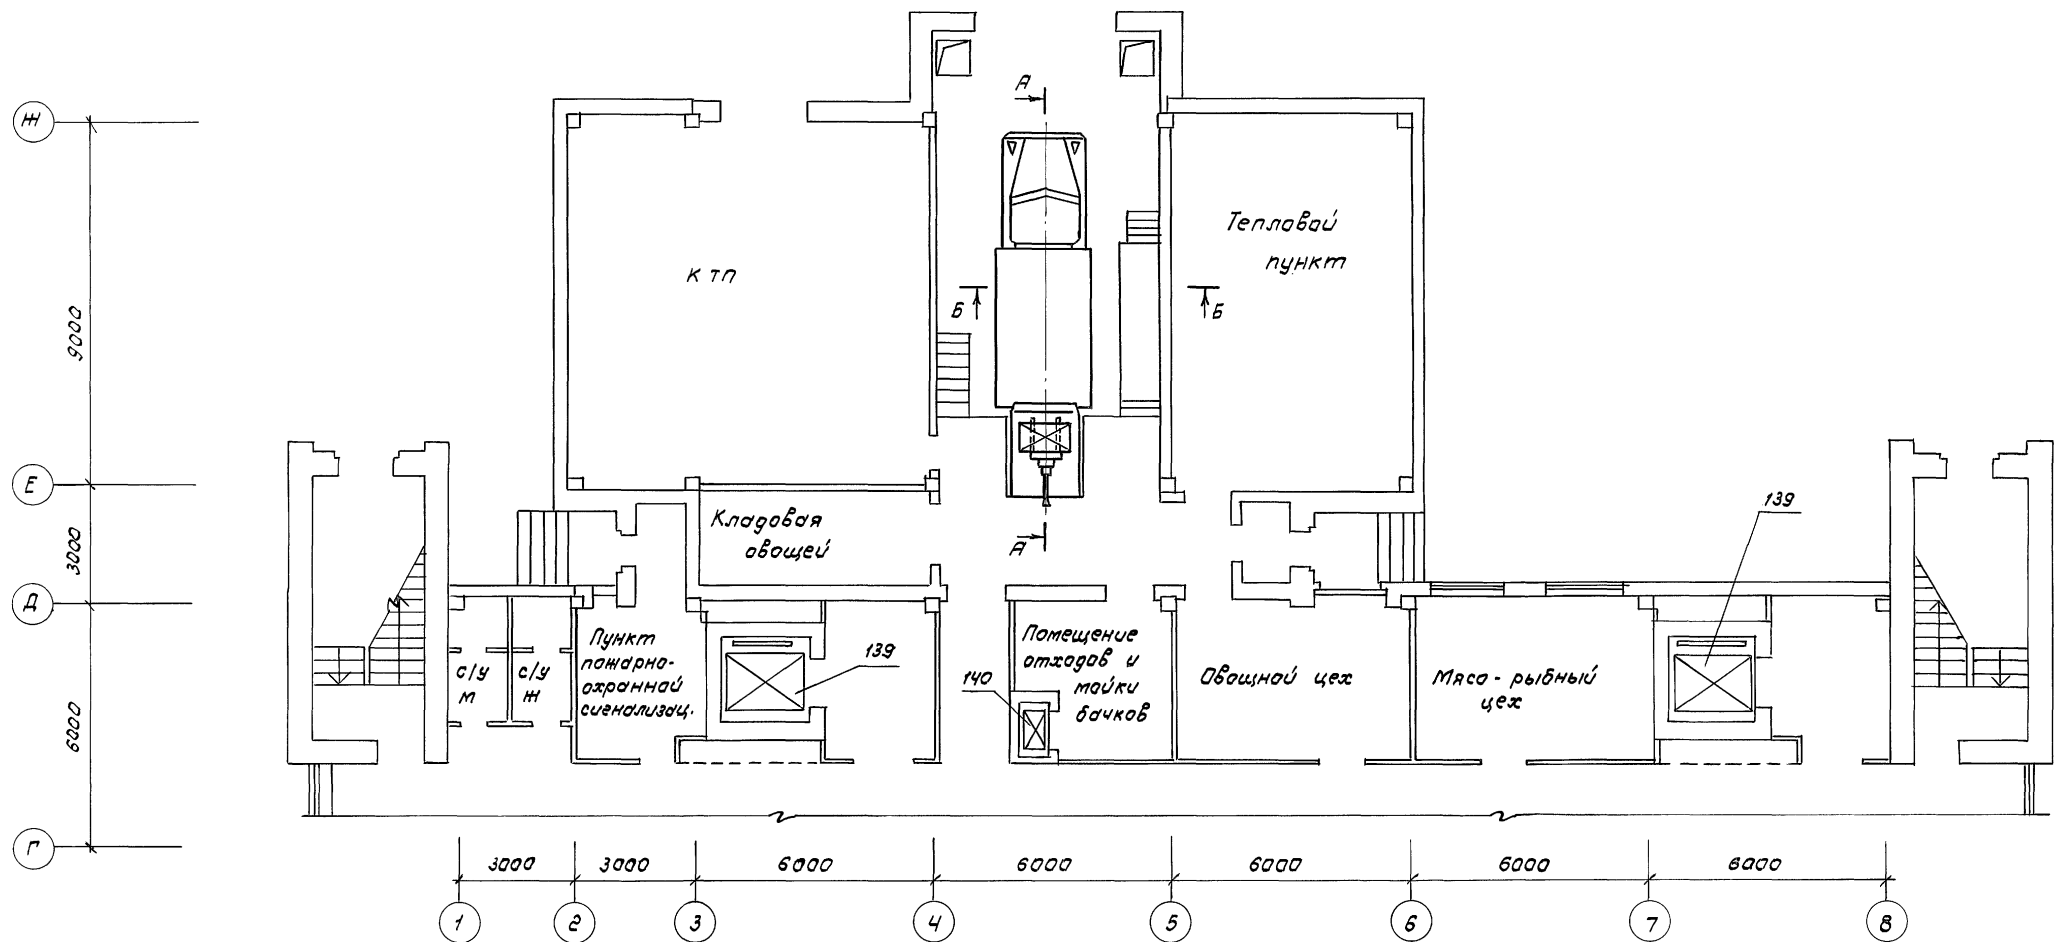 А
Ж
Тепловой
пункт
КТП
Б
Б
9000
Е
139
Кладовая
овощей
А
3000
Д
Пункт
пожарно-
охранной
сигнализац.
139
Помещение
отходов и
мойки
бачков
140
с/у
м
с/у
ж
Овощной цех
Мясо-рыбный
цех
6000
Г
3000
3000
6000
6000
6000
6000
6000
1
2
3
4
5
6
7
8